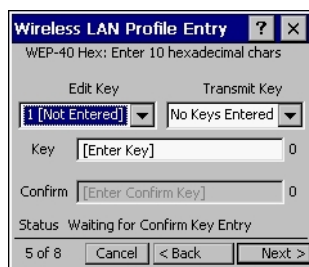 Wireless LAN Profile Entry ? ×
WEP-40 Hex: Enter 10 hexadecimal chars
Edit Key Transmit Key
1 [Not Entered] No Keys Entered
Key [Enter Key] 0
Confirm [Enter Confirm Key] 0
Status Waiting for Confirm Key Entry
5 of 8 Cancel < Back Next >